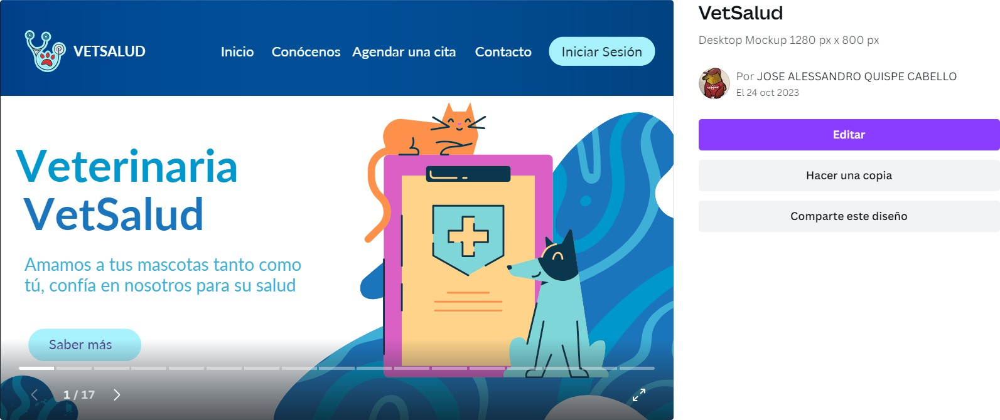 VETSALUD
Inicio
Conócenos
Agendar una cita
Contacto
Iniciar Sesión
Veterinaria
VetSalud
Amamos a tus mascotas tanto como
tú, confía en nosotros para su salud
Saber más
1 / 17
VetSalud
Desktop Mockup 1280 px x 800 px
Por JOSE ALESSANDRO QUISPE CABELLO
El 24 oct 2023
Editar
Hacer una copia
Comparte este diseño